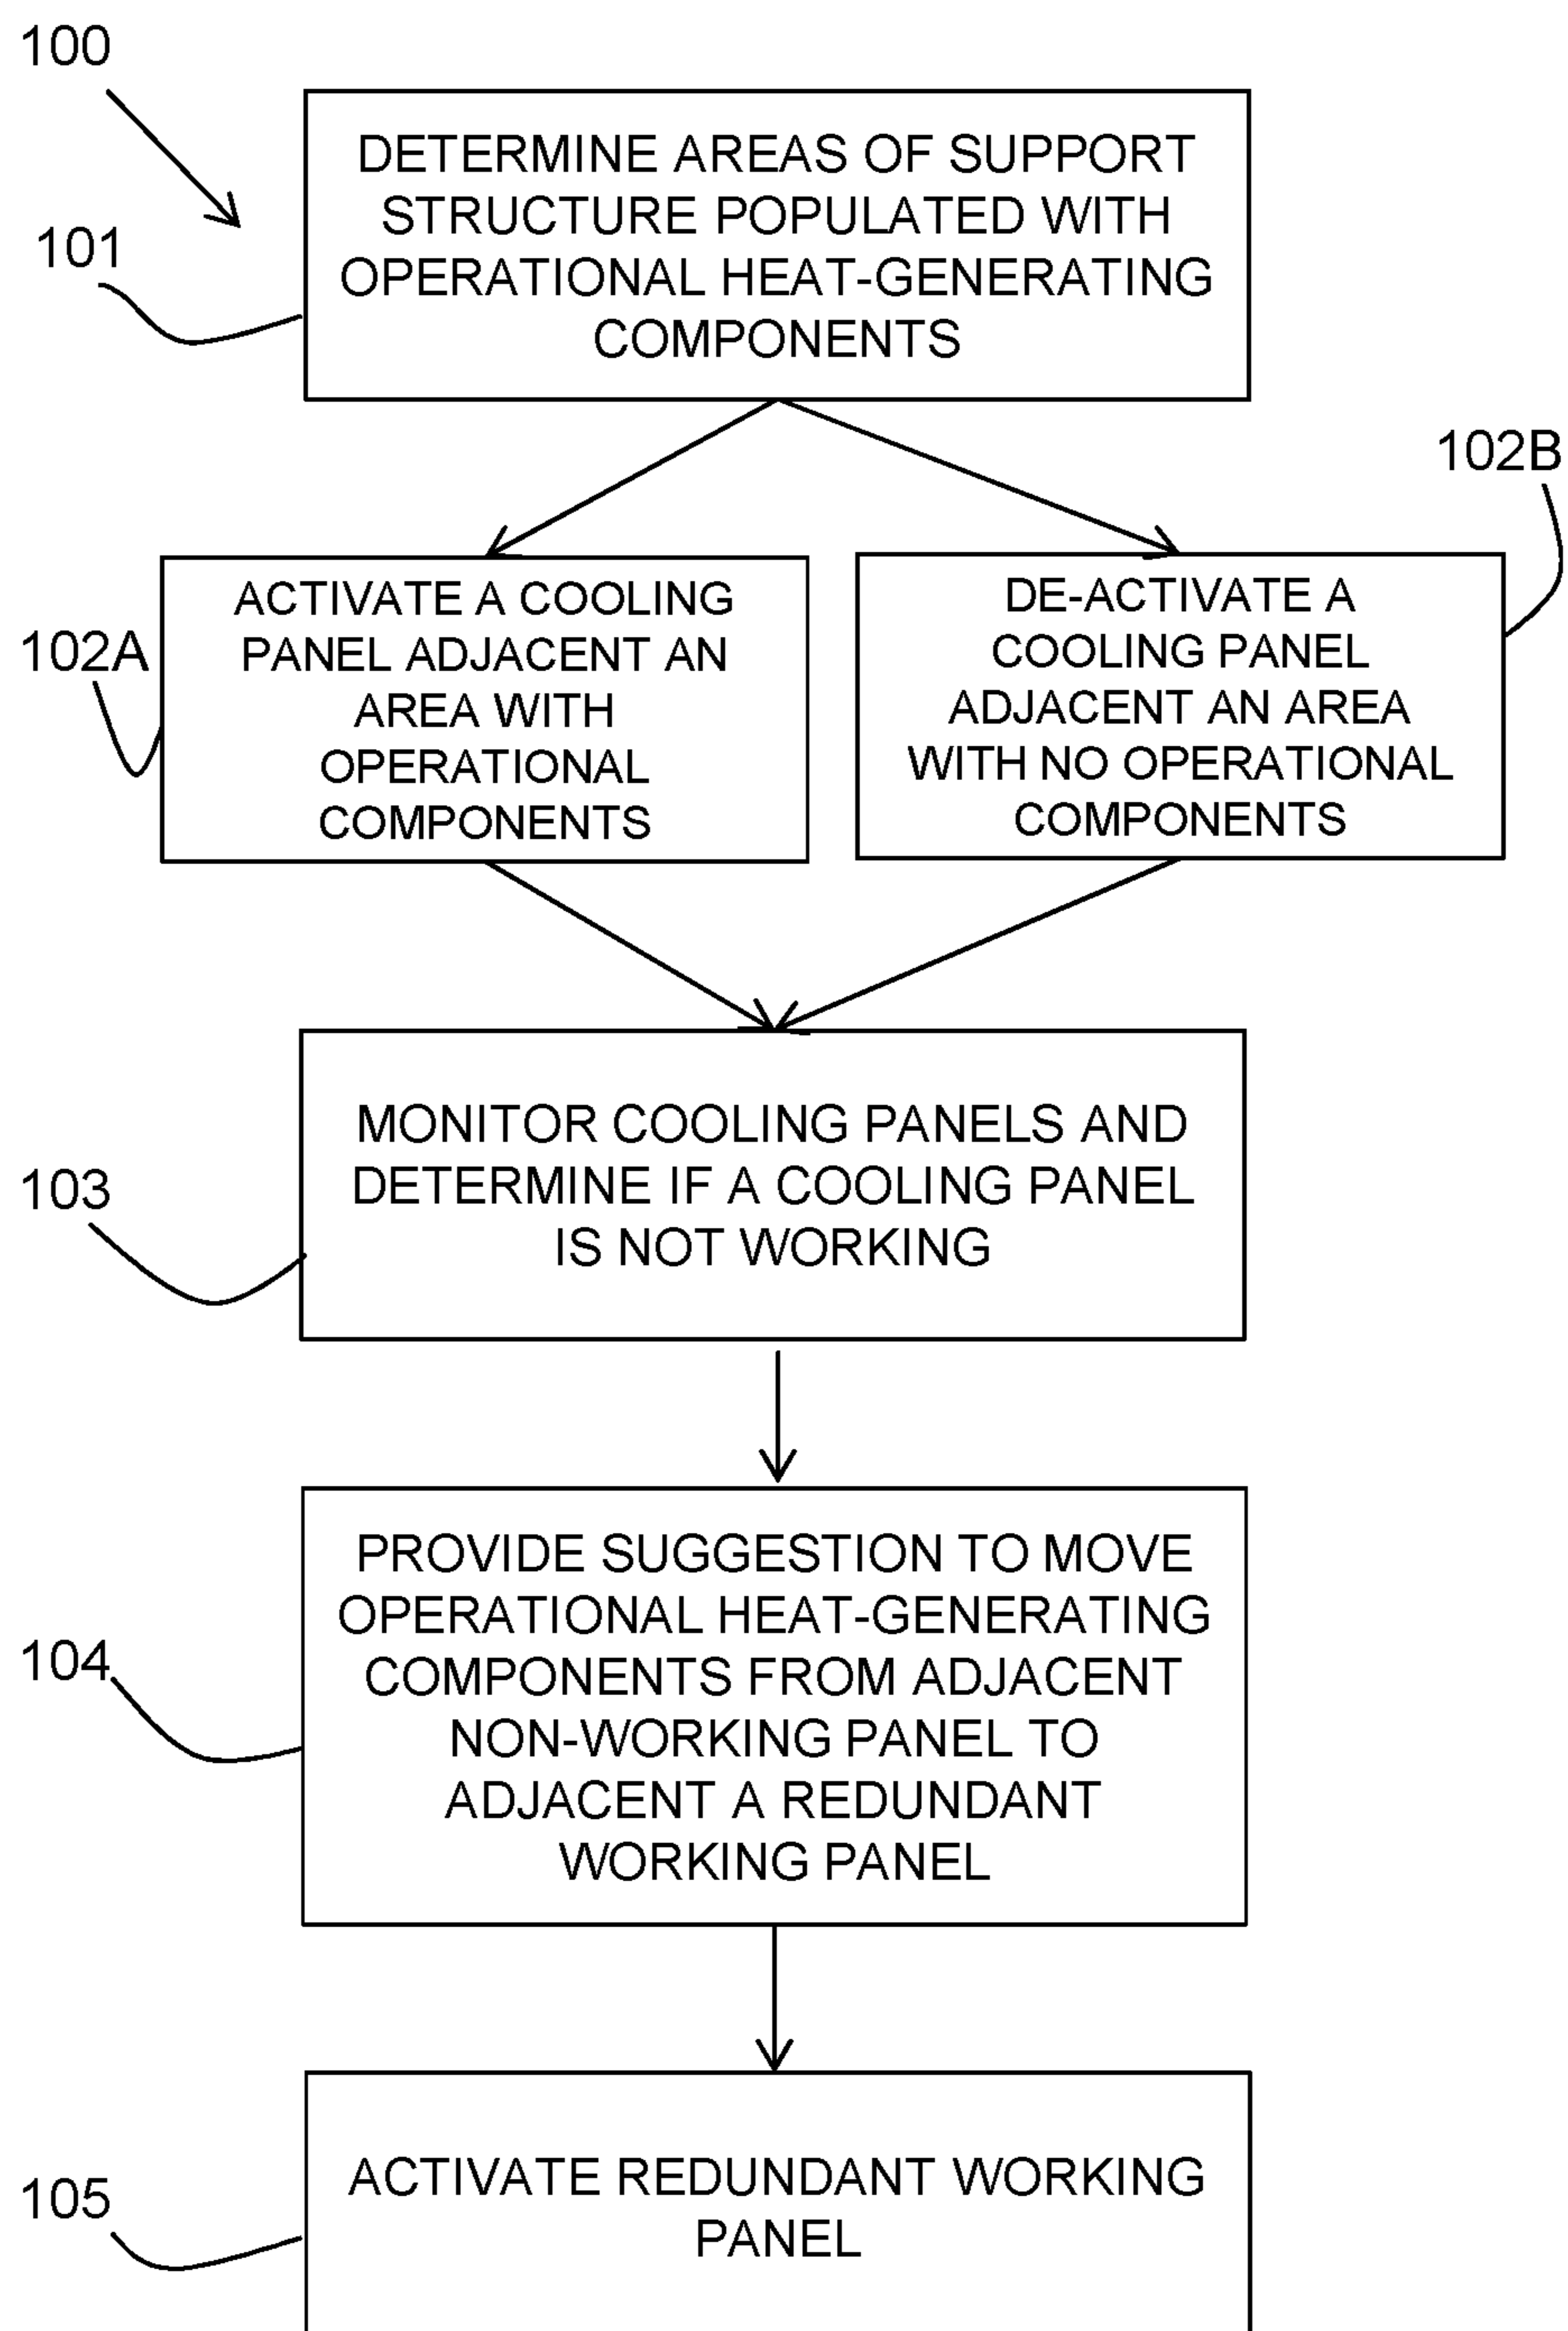 100
DETERMINE AREAS OF SUPPORT
STRUCTURE POPULATED WITH
OPERATIONAL HEAT-GENERATING
COMPONENTS
101
102B
ACTIVATE A COOLING
PANEL ADJACENT AN
AREA WITH
OPERATIONAL
COMPONENTS
102A
DE-ACTIVATE A
COOLING PANEL
ADJACENT AN AREA
WITH NO OPERATIONAL
COMPONENTS
MONITOR COOLING PANELS AND
DETERMINE IF A COOLING PANEL
IS NOT WORKING
103
PROVIDE SUGGESTION TO MOVE
OPERATIONAL HEAT-GENERATING
COMPONENTS FROM ADJACENT
NON-WORKING PANEL TO
ADJACENT A REDUNDANT
WORKING PANEL
104
ACTIVATE REDUNDANT WORKING
PANEL
105